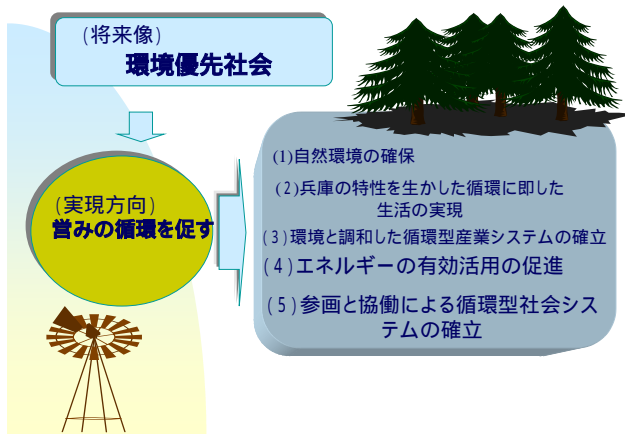 (将来像)
環境優先社会
(実現方向)
営みの循環を促す
(1)自然環境の確保
(2)兵庫の特性を生かした循環に即した
生活の実現
(3)環境と調和した循環型産業システムの確立
(4)エネルギーの有効活用の促進
(5)参画と協働による循環型社会シス
テムの確立